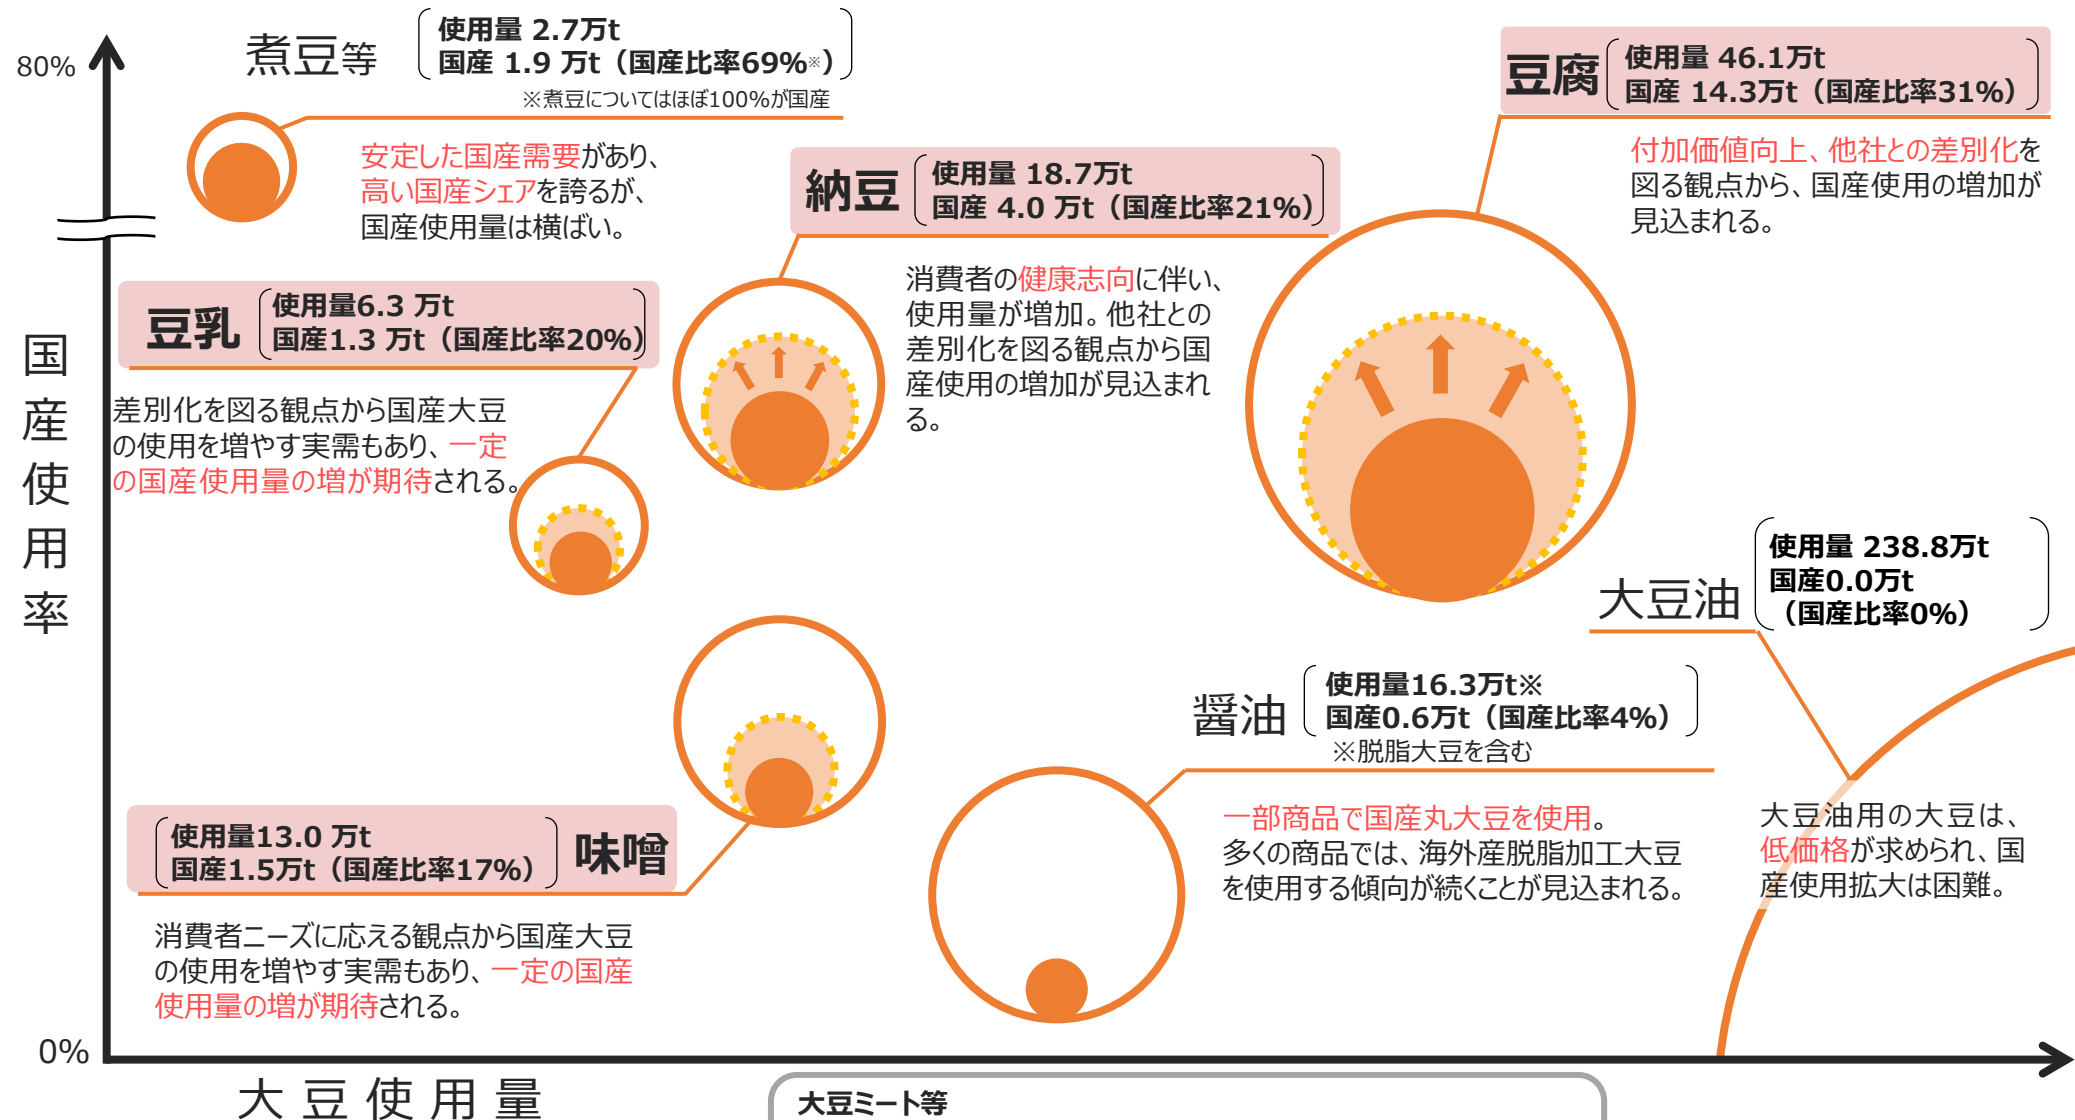 80%
煮豆等
使用量 2.7万t
国産 1.9 万t（国産比率69%※）
※煮豆についてはほぼ100%が国産
安定した国産需要があり、
高い国産シェアを誇るが、
国産使用量は横ばい。
豆腐
使用量 46.1万t
国産 14.3万t（国産比率31%）
付加価値向上、他社との差別化を
図る観点から、国産使用の増加が
見込まれる。
納豆
使用量 18.7万t
国産 4.0 万t（国産比率21%）
消費者の健康志向に伴い、
使用量が増加。他社との
差別化を図る観点から国
産使用の増加が見込まれ
る。
豆乳
使用量6.3 万t
国産1.3 万t（国産比率20%）
差別化を図る観点から国産大豆
の使用を増やす実需もあり、一定
の国産使用量の増が期待される。
国産使用率
大豆油
使用量 238.8万t
国産0.0万t
（国産比率0%）
大豆油用の大豆は、
低価格が求められ、国
産使用拡大は困難。
醤油
使用量16.3万t※
国産0.6万t（国産比率4%）
※脱脂大豆を含む
一部商品で国産丸大豆を使用。
多くの商品では、海外産脱脂加工大豆
を使用する傾向が続くことが見込まれる。
使用量13.0 万t
国産1.5万t（国産比率17%）
味噌
消費者ニーズに応える観点から国産大豆
の使用を増やす実需もあり、一定の国産
使用量の増が期待される。
0%
大豆使用量
大豆ミート等